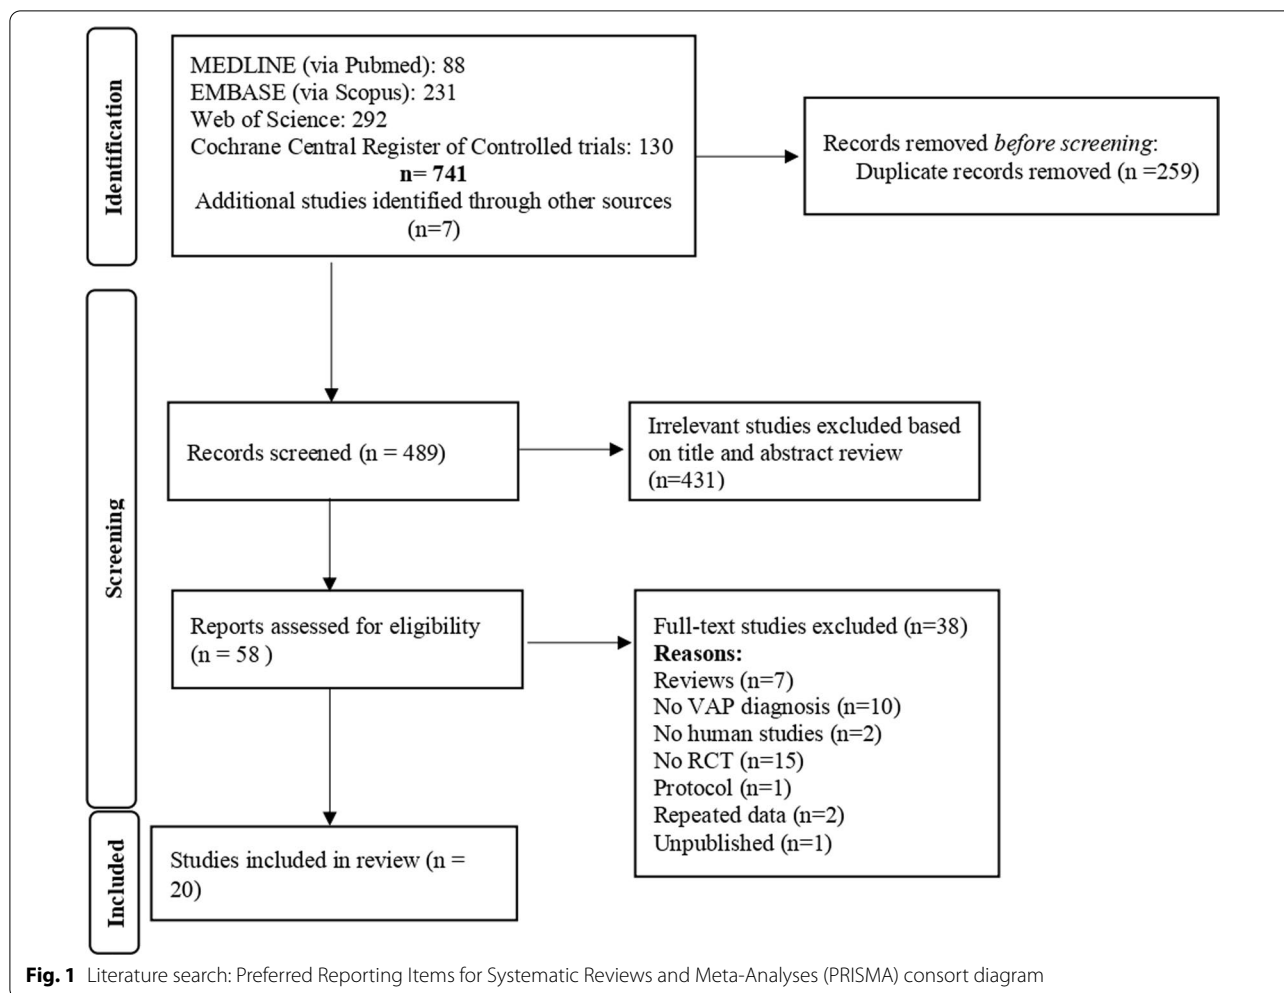 Identification
MEDLINE (via Pubmed): 88
EMBASE (via Scopus): 231
Web of Science: 292
Cochrane Central Register of Controlled trials: 130
n= 741
Additional studies identified through other sources
(n=7)
Records removed before screening:
Duplicate records removed (n =259)
Screening
Records screened (n = 489)
Irrelevant studies excluded based
on title and abstract review
(n=431)
Reports assessed for eligibility
(n = 58 )
Full-text studies excluded (n=38)
Reasons:
Reviews (n=7)
No VAP diagnosis (n=10)
No human studies (n=2)
No RCT (n=15)
Protocol (n=1)
Repeated data (n=2)
Unpublished (n=1)
Included
Studies included in review (n =
20)
Fig. 1 Literature search: Preferred Reporting Items for Systematic Reviews and Meta-Analyses (PRISMA) consort diagram